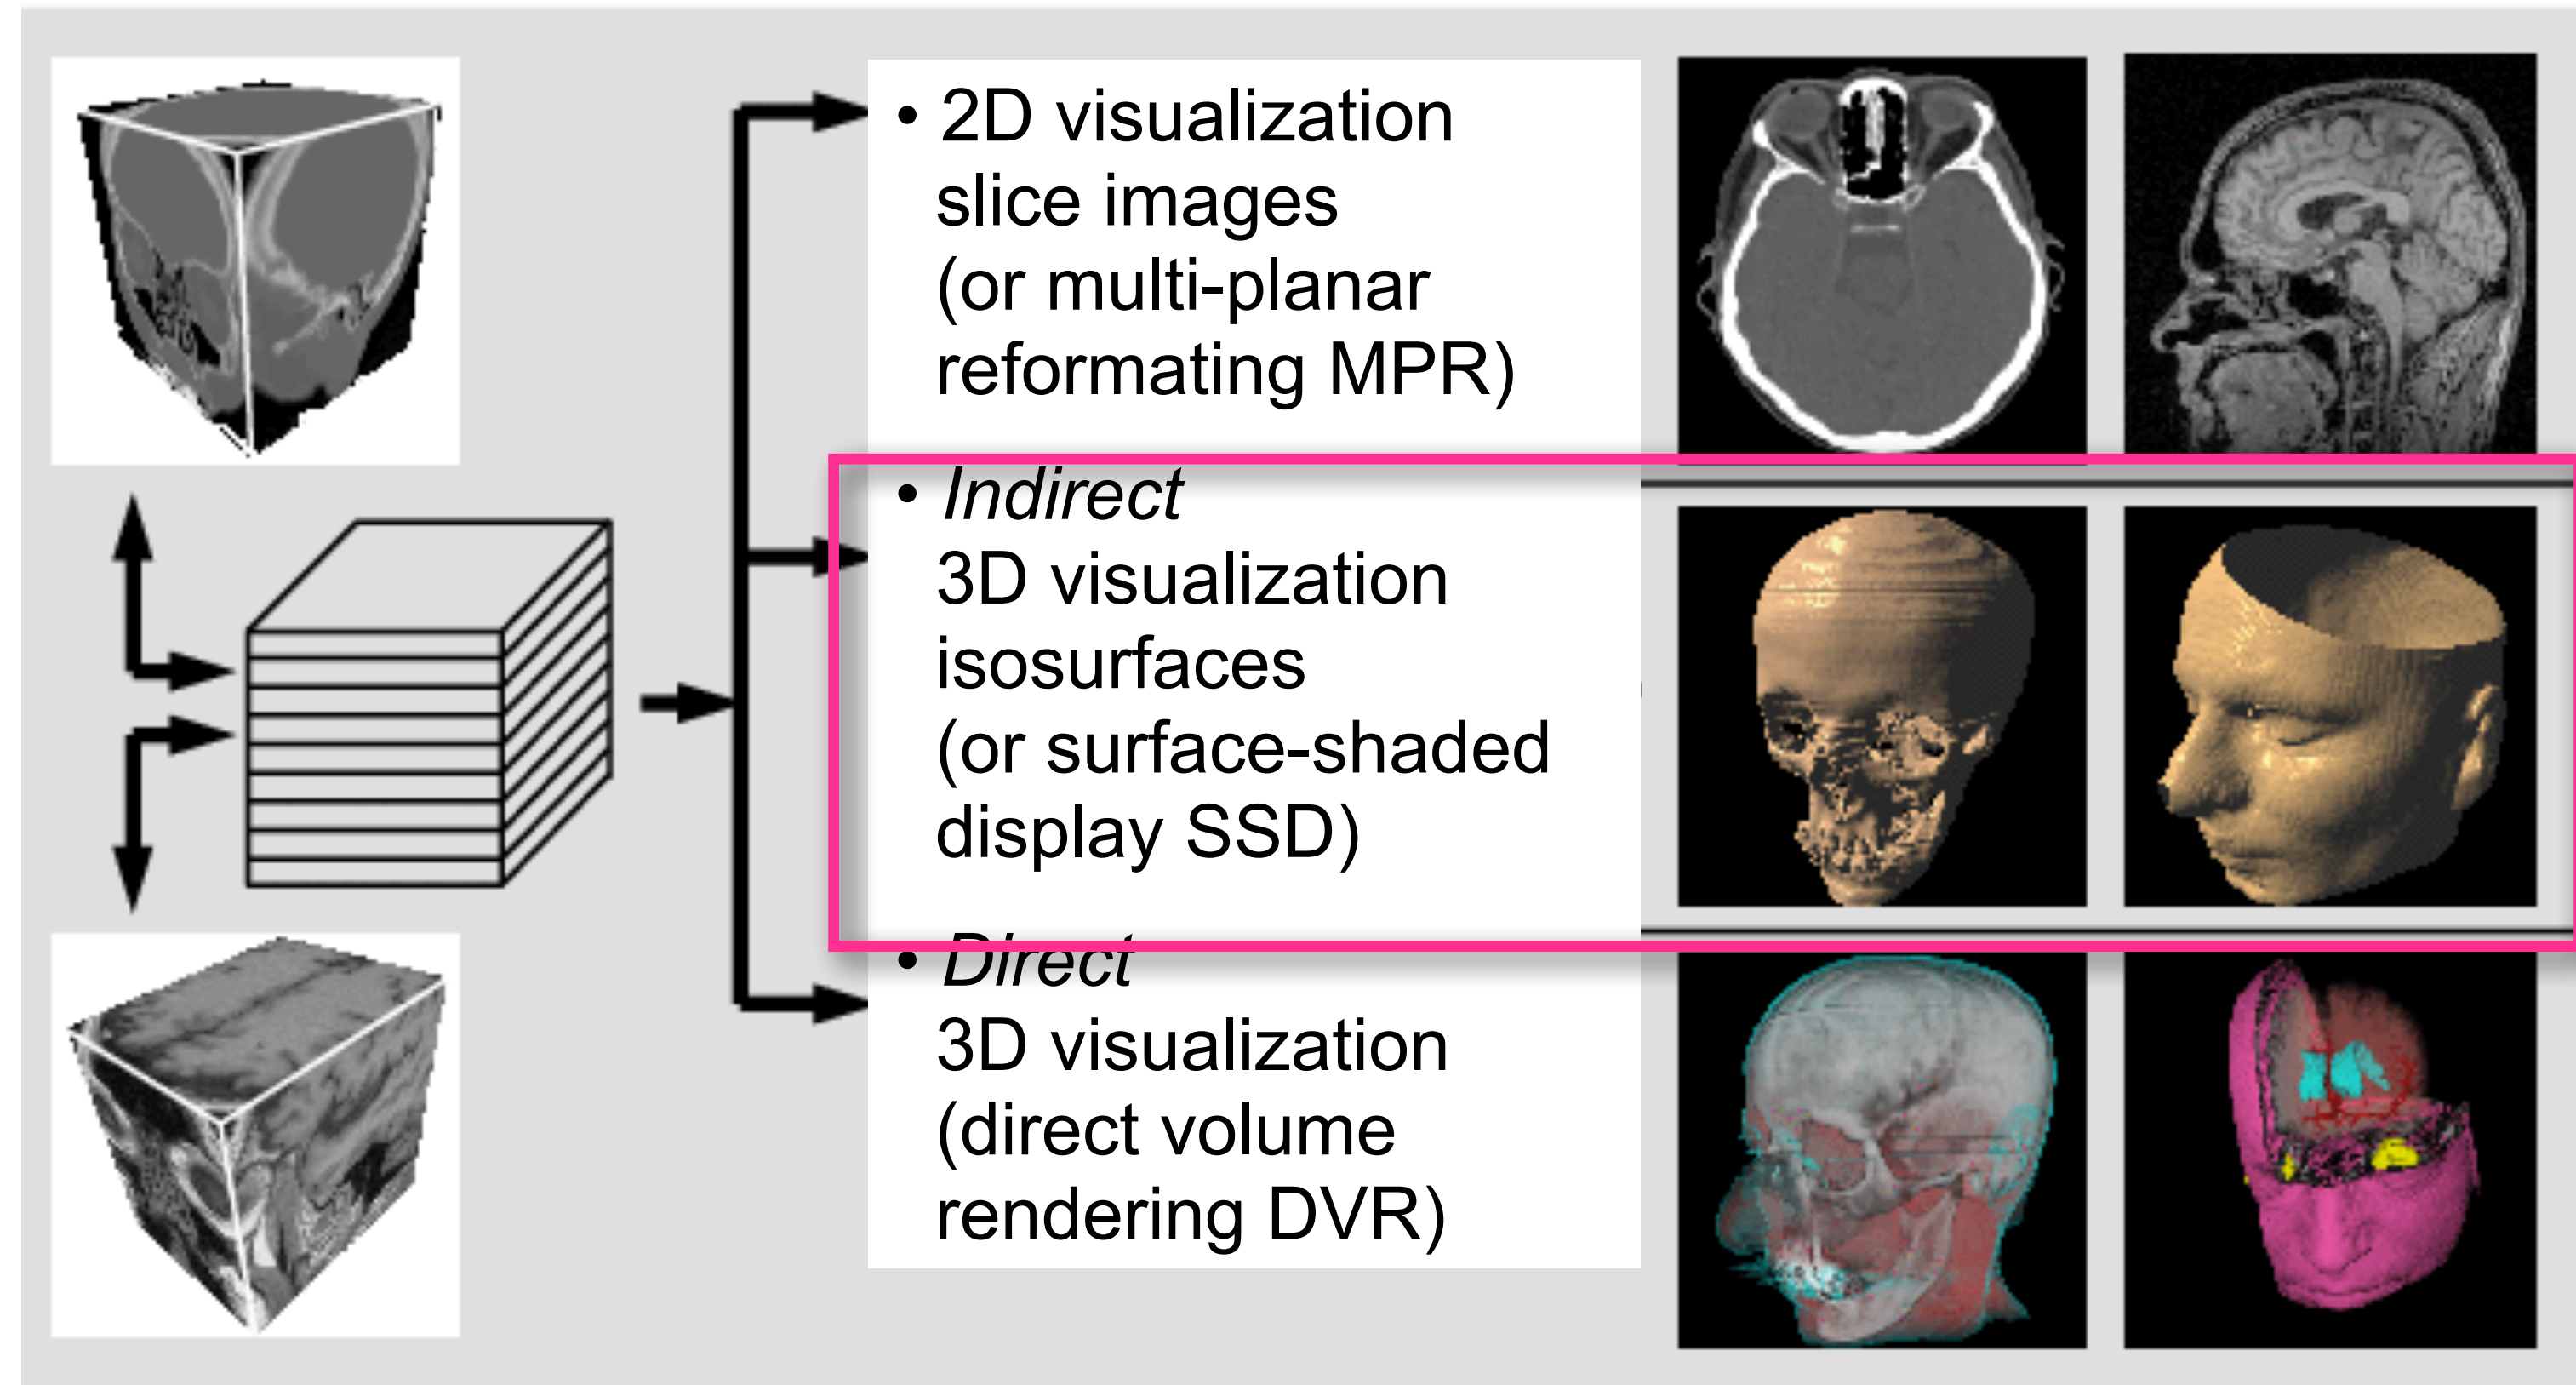 • 2D visualization
slice images
(or multi-planar
reformating MPR)
• Indirect
3D visualization
isosurfaces
(or surface-shaded
display SSD)
• Direct
3D visualization
(direct volume
rendering DVR)